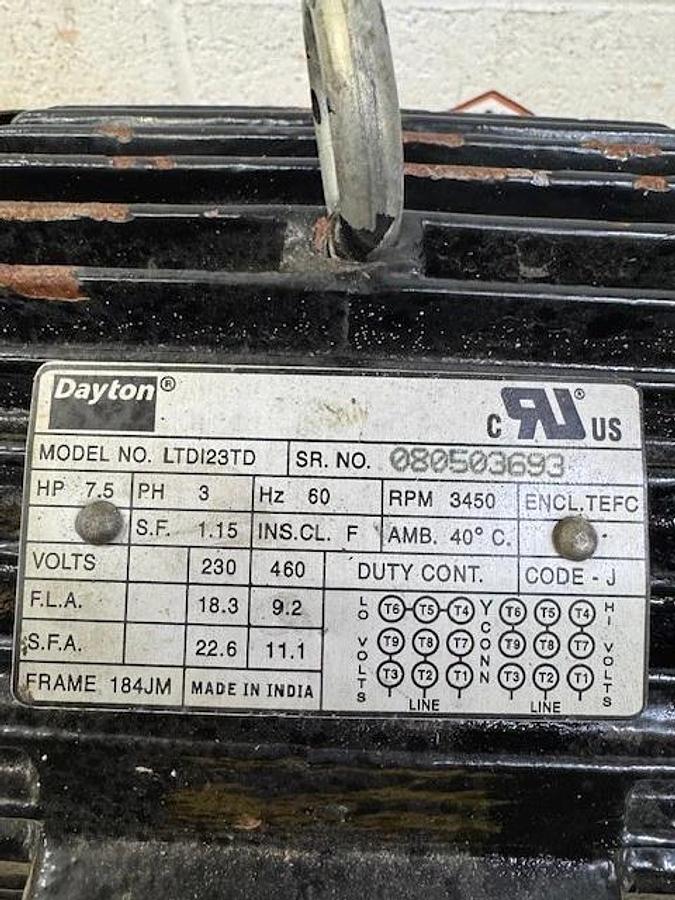 Dayton®
C RU® US
MODEL NO. LTDI23TD SR. NO. 080503693
HP 7.5 PH 3 Hz 60 RPM 3450 ENCL.TEFC
S.F. 1.15 INS.CL. F AMB. 40° C.
VOLTS 230 460 DUTY CONT. CODE - J
F.L.A. 18.3 9.2
S.F.A. 22.6 11.1
FRAME 184JM MADE IN INDIA
LO VOLTS Y CONN HI VOLTS
T6 T5 T4 T6 T5 T4
T9 T8 T7 T9 T8 T7
T3 T2 T1 T3 T2 T1
LINE LINE